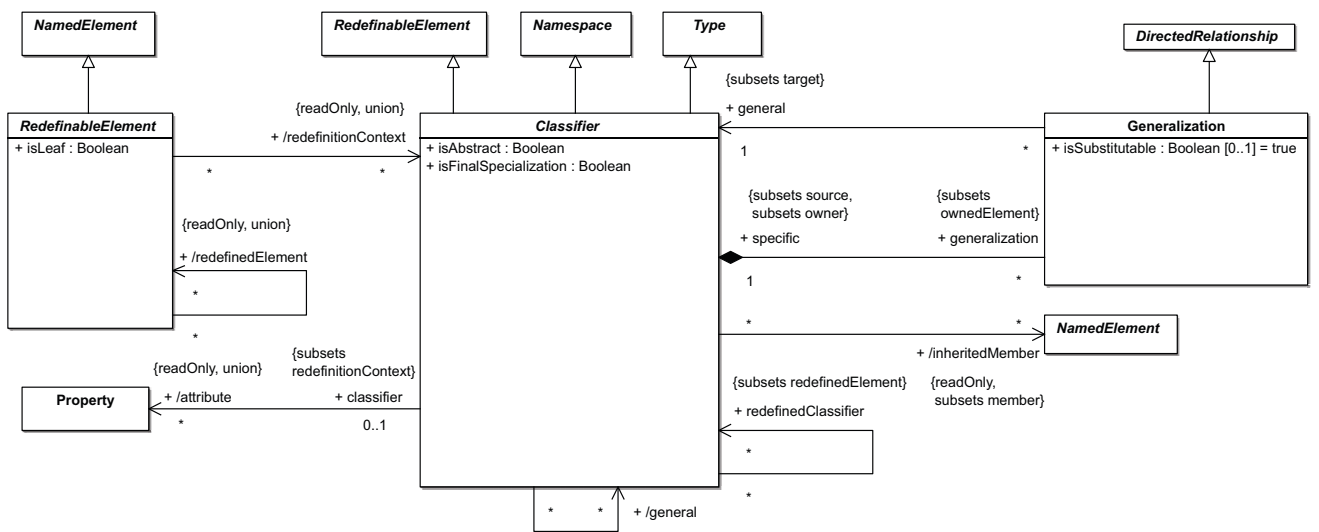 NamedElement
RedefinableElement
Namespace
Type
DirectedRelationship
{subsets target}
+ general
1
*
{readOnly, union}
+ /redefinitionContext
*
*
RedefinableElement
+ isLeaf : Boolean
Classifier
+ isAbstract : Boolean
+ isFinalSpecialization : Boolean
Generalization
+ isSubstitutable : Boolean [0..1] = true
{subsets source,
subsets owner}
+ specific
1
{subsets
ownedElement}
+ generalization
*
{readOnly, union}
+ /redefinedElement
*
*
*
*
+ /inheritedMember
{readOnly,
subsets member}
NamedElement
{readOnly, union}
+ /attribute
*
{subsets
redefinitionContext}
+ classifier
0..1
Property
{subsets redefinedElement}
+ redefinedClassifier
*
*
*
*
+ /general